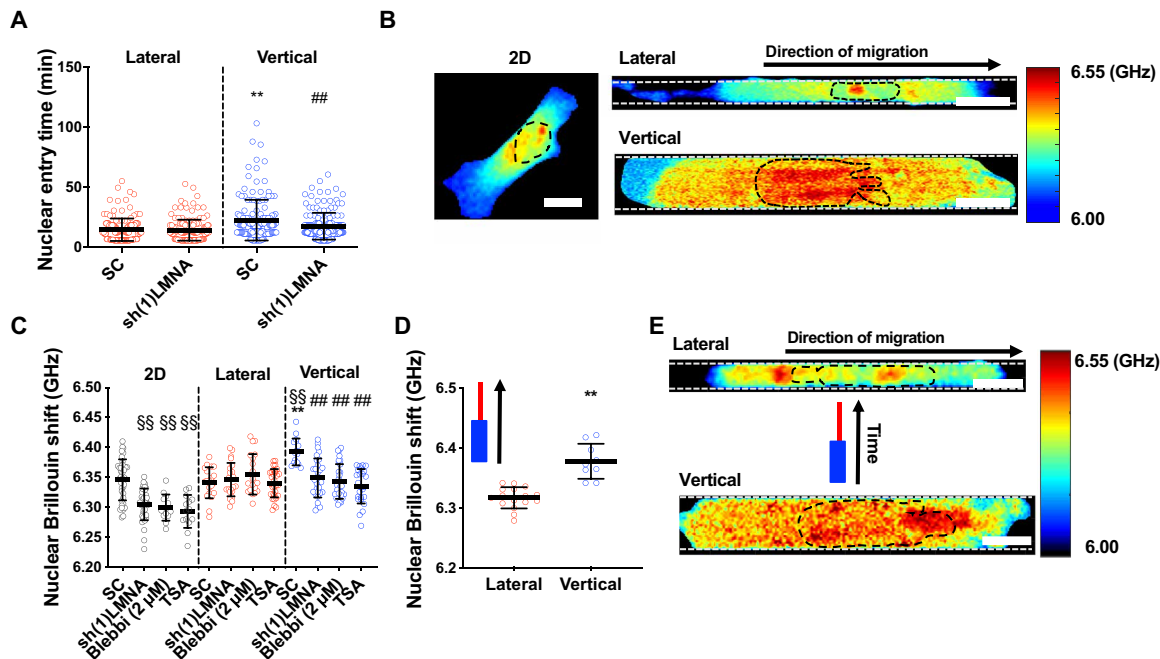 A
Lateral
Vertical
Nuclear entry time (min)
150
100
50
0
**
##
SC
sh(1)LMNA
SC
sh(1)LMNA
B
2D
Lateral
Direction of migration
Vertical
6.55 (GHz)
6.00
C
2D
Lateral
Vertical
Nuclear Brillouin shift (GHz)
6.50
6.45
6.40
6.35
6.30
6.25
6.20
§§ §§ §§
§§
**
## ## ##
SC
sh(1)LMNA
Blebbi (2 µM)
TSA
SC
sh(1)LMNA
Blebbi (2 µM)
TSA
SC
sh(1)LMNA
Blebbi (2 µM)
TSA
D
Nuclear Brillouin shift (GHz)
6.5
6.4
6.3
6.2
**
Lateral
Vertical
E
Lateral
Direction of migration
Time
Vertical
6.55 (GHz)
6.00